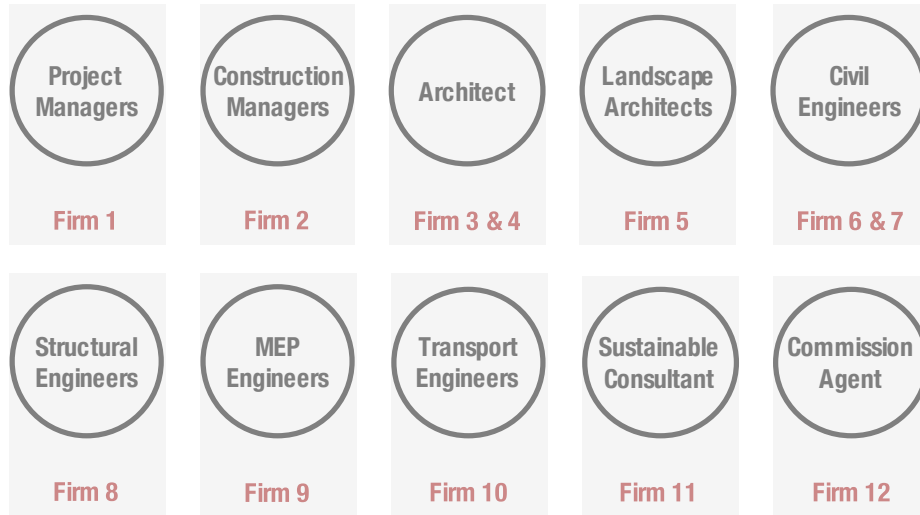 Project
Managers
Firm 1
Construction
Managers
Firm 2
Architect
Firm 3 & 4
Landscape
Architects
Firm 5
Civil
Engineers
Firm 6 & 7
Structural
Engineers
Firm 8
MEP
Engineers
Firm 9
Transport
Engineers
Firm 10
Sustainable
Consultant
Firm 11
Commission
Agent
Firm 12